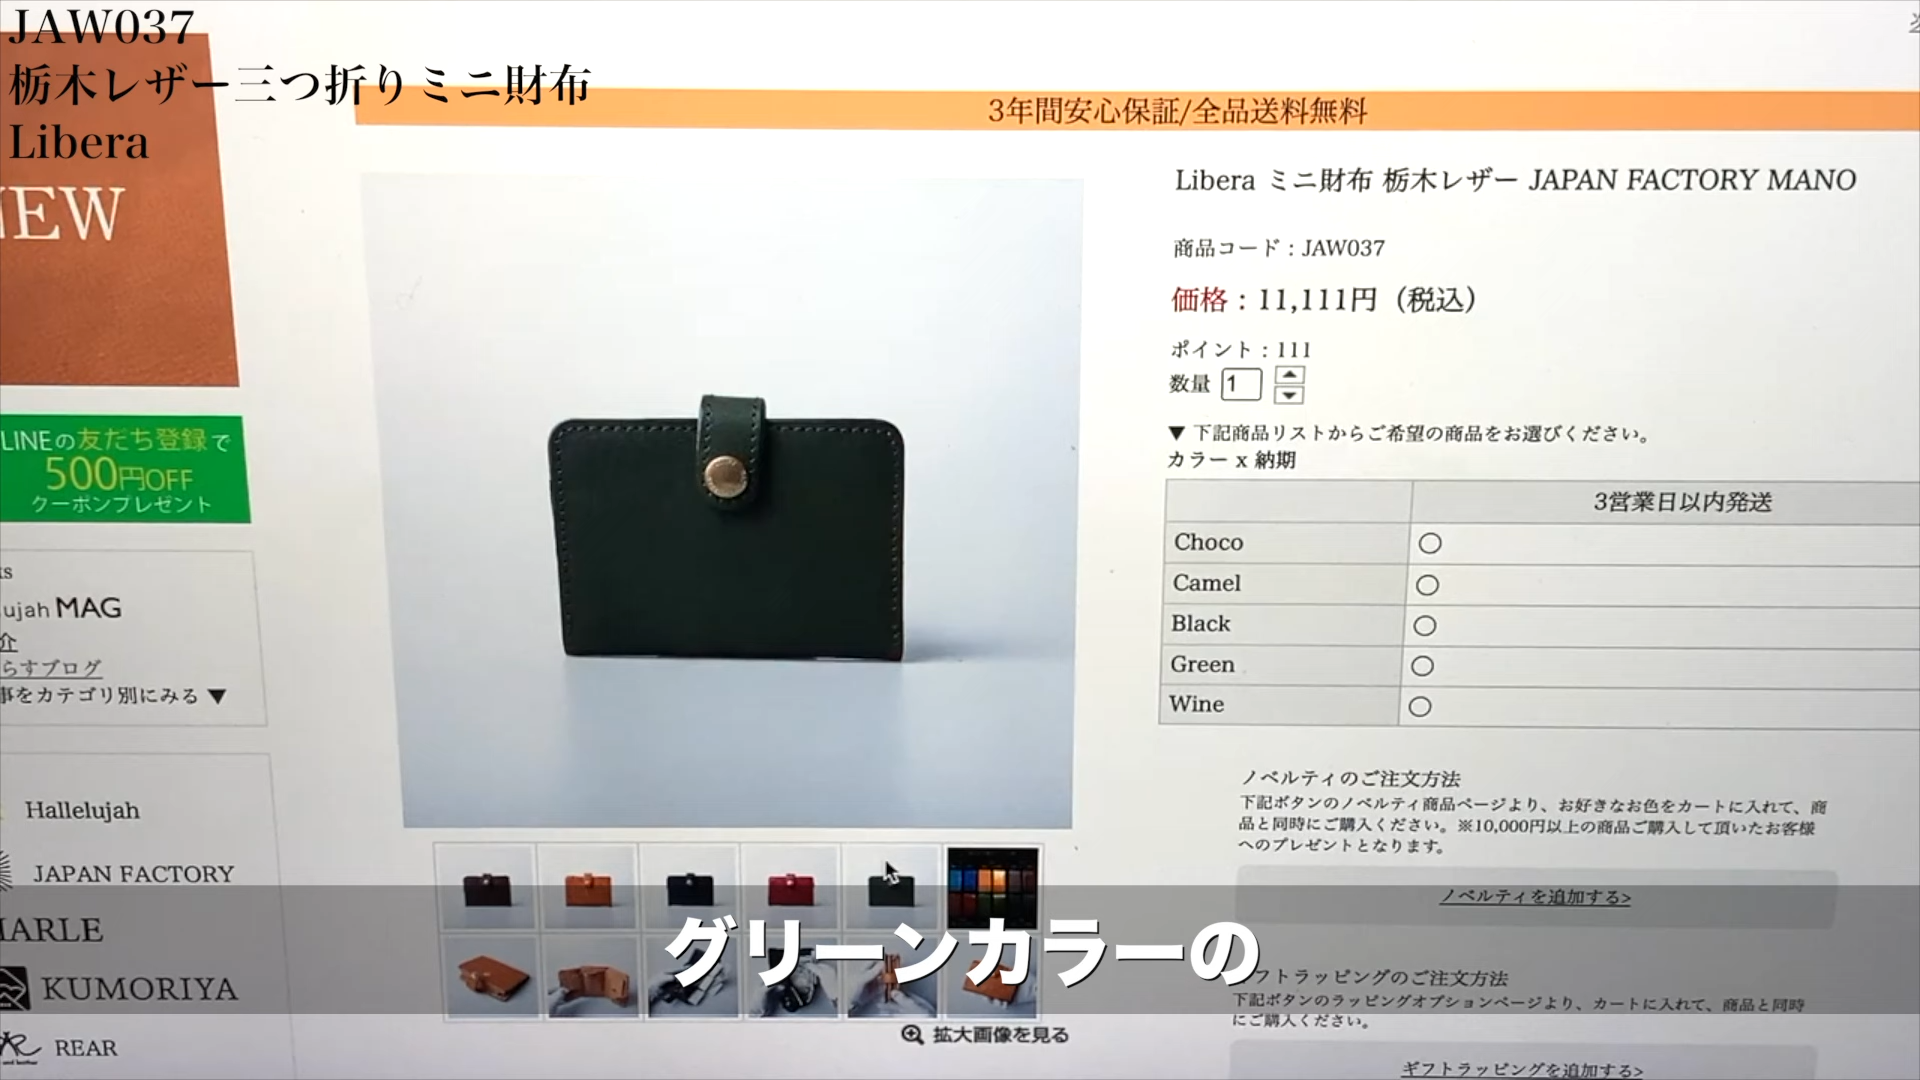 JAW037
栃木レザー三つ折りミニ財布
Libera
NEW
LINEの友だち登録で
500円OFF
クーポンプレゼント
ujah MAG
介
らすブログ
事をカテゴリ別にみる ▼
Hallelujah
JAPAN FACTORY
MARLE
KUMORIYA
REAR
3年間安心保証/全品送料無料
Libera ミニ財布 栃木レザー JAPAN FACTORY MANO
商品コード : JAW037
価格 : 11,111円（税込）
ポイント : 111
数量 1
▼ 下記商品リストからご希望の商品をお選びください。
カラー x 納期
3営業日以内発送
Choco
Camel
Black
Green
Wine
ノベルティのご注文方法
下記ボタンのノベルティ商品ページより、お好きなお色をカートに入れて、商
品と同時にご購入ください。※10,000円以上の商品ご購入して頂いたお客様
へのプレゼントとなります。
ノベルティを追加する>
グリーンカラーの
フトラッピングのご注文方法
下記ボタンのラッピングオプションページより、カートに入れて、商品と同時
にご購入ください。
ギフトラッピングを追加する>
拡大画像を見る